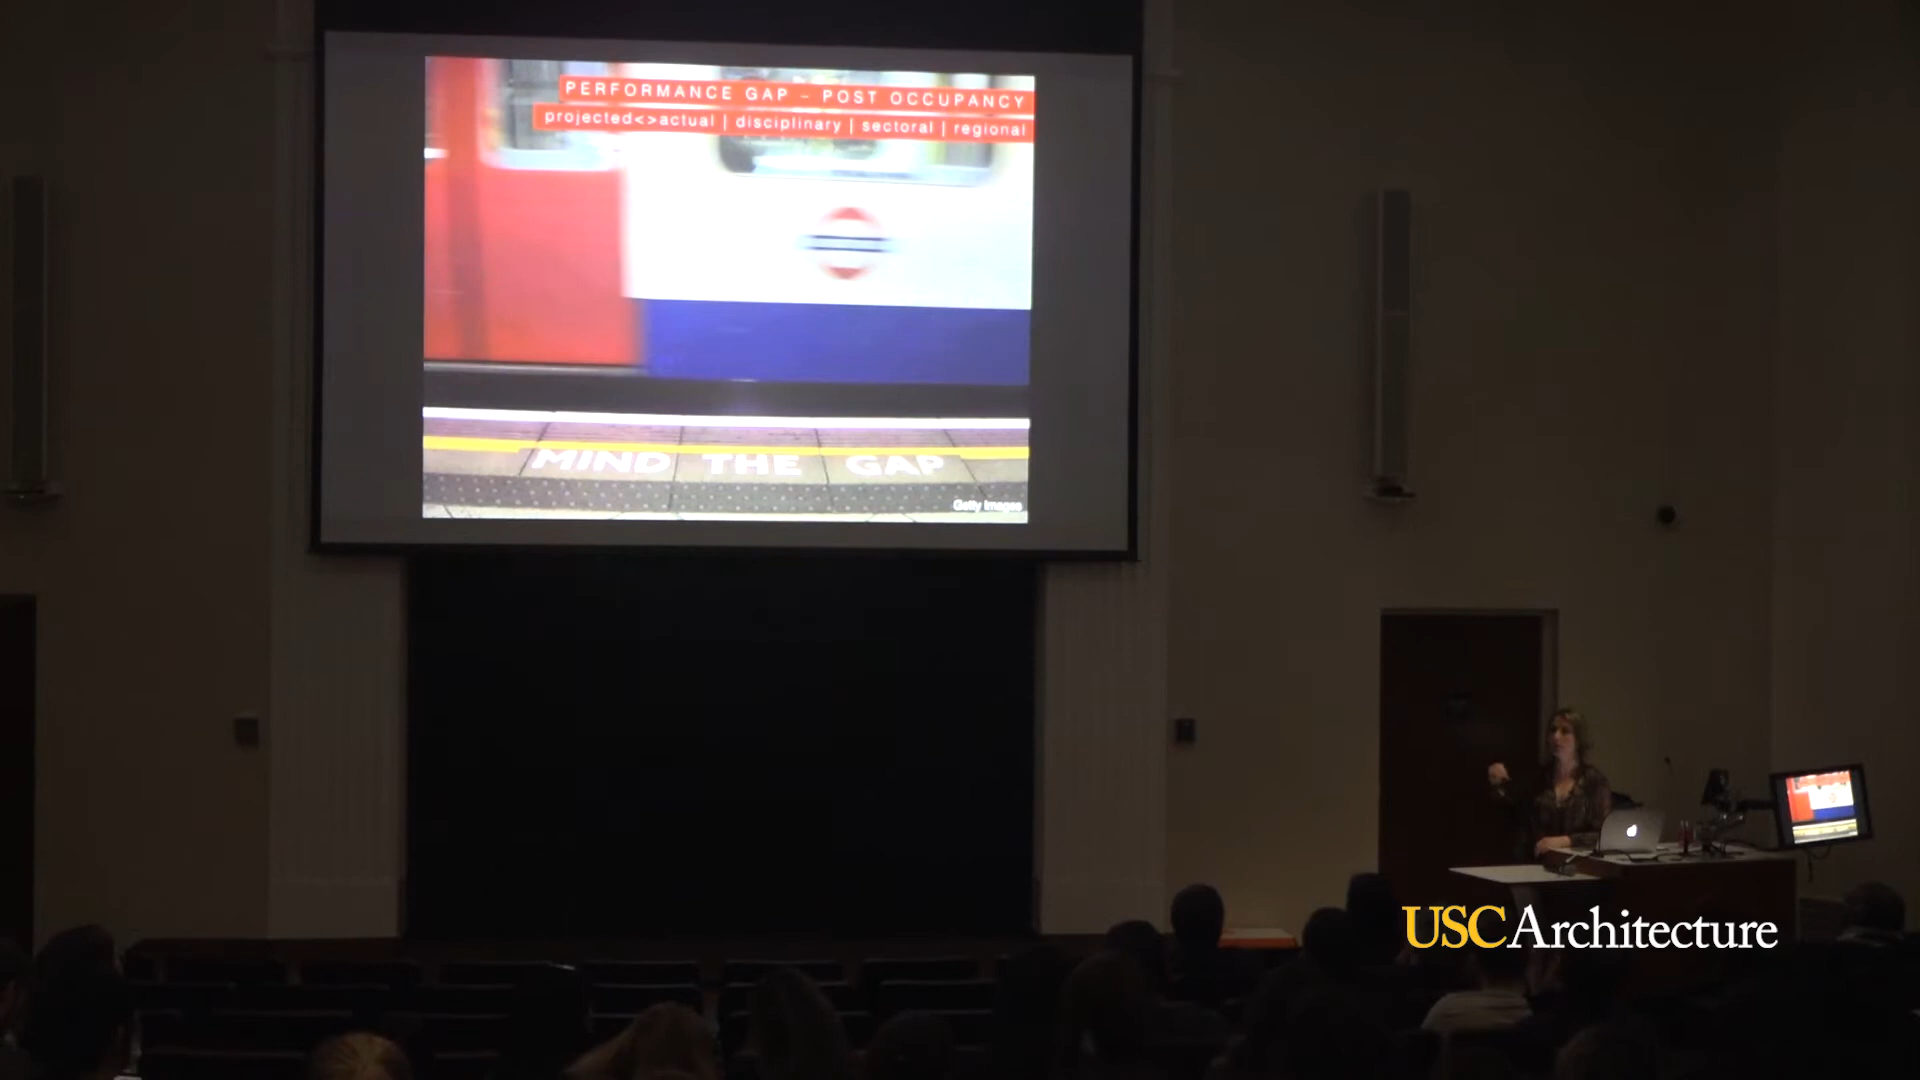 PERFORMANCE GAP – POST OCCUPANCY
projected<>actual | disciplinary | sectoral | regional
MIND THE GAP
Getty Images
USCArchitecture